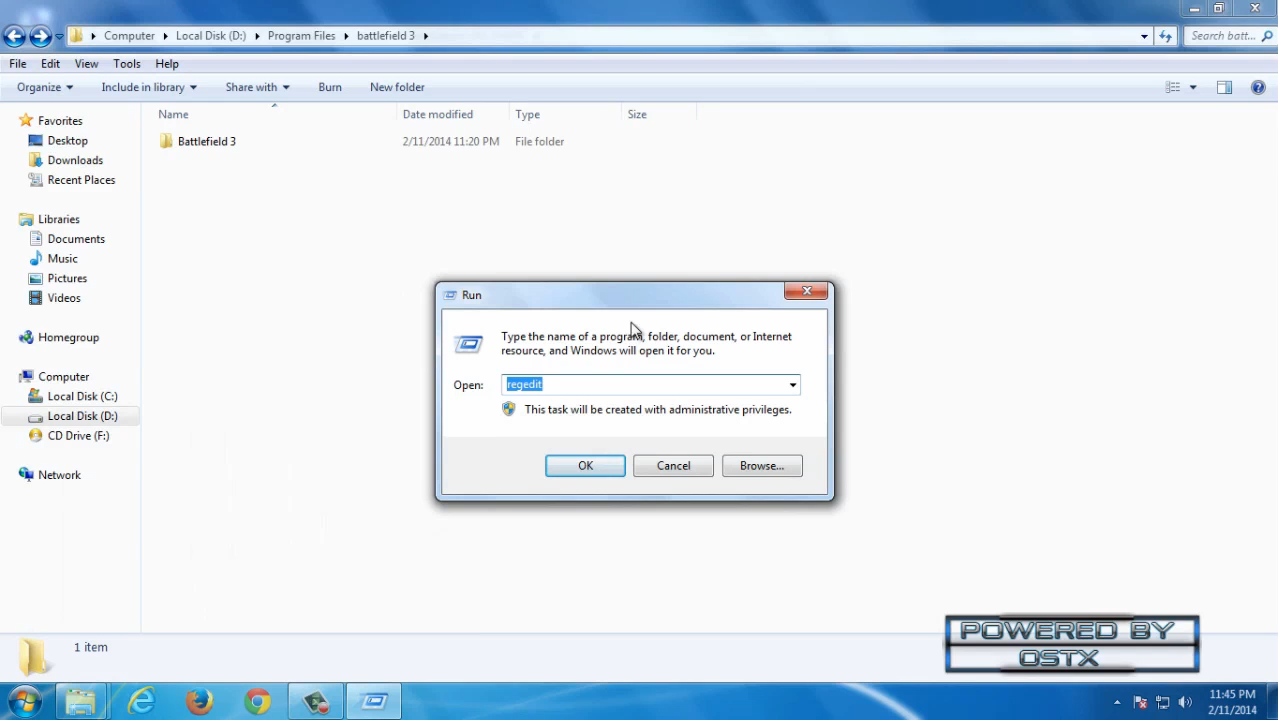 Computer Local Disk (D:) Program Files battlefield 3
Search batt...
File Edit View Tools Help
Organize Include in library Share with Burn New folder
Name Date modified Type Size
Battlefield 3 2/11/2014 11:20 PM File folder
Favorites
Desktop
Downloads
Recent Places
Libraries
Documents
Music
Pictures
Videos
Homegroup
Computer
Local Disk (C:)
Local Disk (D:)
CD Drive (F:)
Network
Run
Type the name of a program, folder, document, or Internet
resource, and Windows will open it for you.
Open: regedit
This task will be created with administrative privileges.
OK Cancel Browse...
1 item
POWERED BY
OSTX
11:45 PM
2/11/2014